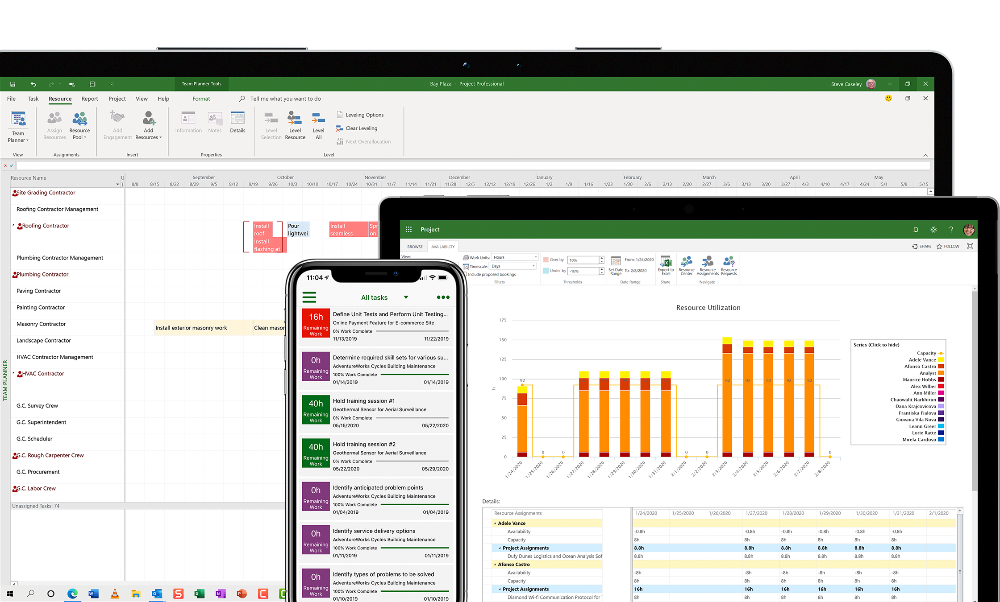 Team Planner Tools
Bay Plaza - Project Professional
Steve Caseley
File Task Resource Report Project View Help Format Tell me what you want to do
Team Planner
View
Assign Resources
Resource Pool
Assignments
Add Engagement
Add Resources
Insert
Information
Notes
Details
Properties
Level Selection
Level Resource
Level All
Leveling Options
Clear Leveling
Next Overallocation
Level
Resource Name
U
T
September October November December January February March April May
8/8 8/15 8/22 8/29 9/5 9/12 9/19 9/26 10/3 10/10 10/17 10/24 10/31 11/7 11/14 11/21 11/28 12/5 12/12 12/19 12/26 1/2 1/9 1/16 1/23 1/30 2/6 2/13 2/20 2/27 3/6 3/13 3/20 3/27 4/3 4/10 4/17 4/24 5/1 5/8 5/15
TEAM PLANNER
Site Grading Contractor
Roofing Contractor Management
Roofing Contractor
Install roof
Install flashing at
Pour lightwei
Install seamless
Spr on
Plumbing Contractor Management
Plumbing Contractor
Paving Contractor
Painting Contractor
Masonry Contractor
Install exterior masonry work
Clean mason
Landscape Contractor
HVAC Contractor Management
HVAC Contractor
G.C. Survey Crew
G.C. Superintendent
G.C. Scheduler
G.C. Rough Carpenter Crew
G.C. Procurement
G.C. Labor Crew
Unassigned Tasks: 74
11:04
All tasks
16h
Remaining Work
Define Unit Tests and Perform Unit Testing...
Online Payment Feature for E-commerce Site
0% Work Complete
11/13/2019 11/22/2019
0h
Remaining Work
Determine required skill sets for various su...
AdventureWorks Cycles Building Maintenance
100% Work Complete
01/14/2019 01/14/2019
40h
Remaining Work
Hold training session #1
Geothermal Sensor for Aerial Surveillance
0% Work Complete
05/15/2020 05/22/2020
40h
Remaining Work
Hold training session #2
Geothermal Sensor for Aerial Surveillance
0% Work Complete
05/22/2020 05/29/2020
0h
Remaining Work
Identify anticipated problem points
AdventureWorks Cycles Building Maintenance
100% Work Complete
01/04/2019 01/04/2019
0h
Remaining Work
Identify service delivery options
AdventureWorks Cycles Building Maintenance
100% Work Complete
01/11/2019 01/11/2019
0h
Remaining Work
Identify types of problems to be solved
AdventureWorks Cycles Building Maintenance
100% Work Complete
01/10/2019 01/10/2019
Project
BROWSE AVAILABILITY
SHARE FOLLOW
View:
Work Units: Hours
Timescale: Days
Include proposed bookings
Filters
Over by 10%
Under by -10%
Thresholds
Set Date Range
From: 1/24/2020
To: 2/8/2020
Date Range
Export to Excel
Share
Resource Center
Resource Assignments
Resource Requests
Navigate
Resource Utilization
175
150
125
100
75
50
25
0
h
92 0 0 92 92 92 92 92 0 0 92 92 92 92 92 0
1/24/2020 1/25/2020 1/26/2020 1/27/2020 1/28/2020 1/29/2020 1/30/2020 1/31/2020 2/1/2020 2/2/2020 2/3/2020 2/4/2020 2/5/2020 2/6/2020 2/7/2020 2/8/2020
Series (Click to hide)
Capacity
Adele Vance
Afonso Castro
Analyst
Maurice Hobbs
Alex Wilber
Ann Miller
Chaowalit Narkhirun
Dana Krajcovicova
Frantiska Fialova
Giovana Vila Nova
Leann Greer
Lorie Ratte
Mirela Cardoso
Details:
Resource Assignments 1/24/2020 1/25/2020 1/26/2020 1/27/2020 1/28/2020 1/29/2020 1/30/2020 1/31/2020 2/1/2020
Adele Vance
Availability -0.8h -0.8h -0.8h -0.8h -0.8h -0.8h
Capacity 8h 8h 8h 8h 8h 8h
Project Assignments 8.8h 8.8h 8.8h 8.8h 8.8h 8.8h
Dufy Dunes Logistics and Ocean Analysis Sof 8.8h 8.8h 8.8h 8.8h 8.8h 8.8h
Afonso Castro
Availability -8h -8h -8h -8h -8h -8h
Capacity 8h 8h 8h 8h 8h 8h
Project Assignments 16h 16h 16h 16h 16h 16h
Diamond Wi-fi Communication Protocol for 8h 8h 8h 8h 8h 8h